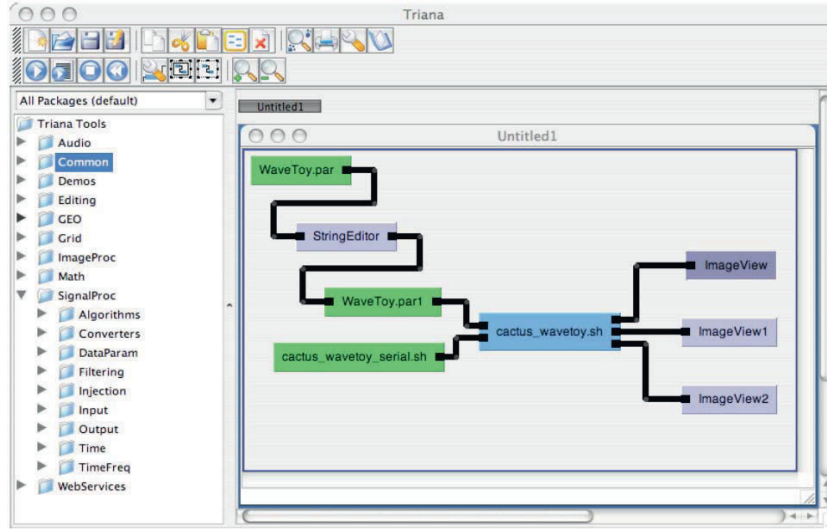 Triana
All Packages (default)
Triana Tools
Audio
Common
Demos
Editing
GEO
Grid
ImageProc
Math
SignalProc
Algorithms
Converters
DataParam
Filtering
Injection
Input
Output
Time
TimeFreq
WebServices
Untitled1
Untitled1
WaveToy.par
StringEditor
WaveToy.par1
cactus_wavetoy_serial.sh
cactus_wavetoy.sh
ImageView
ImageView1
ImageView2